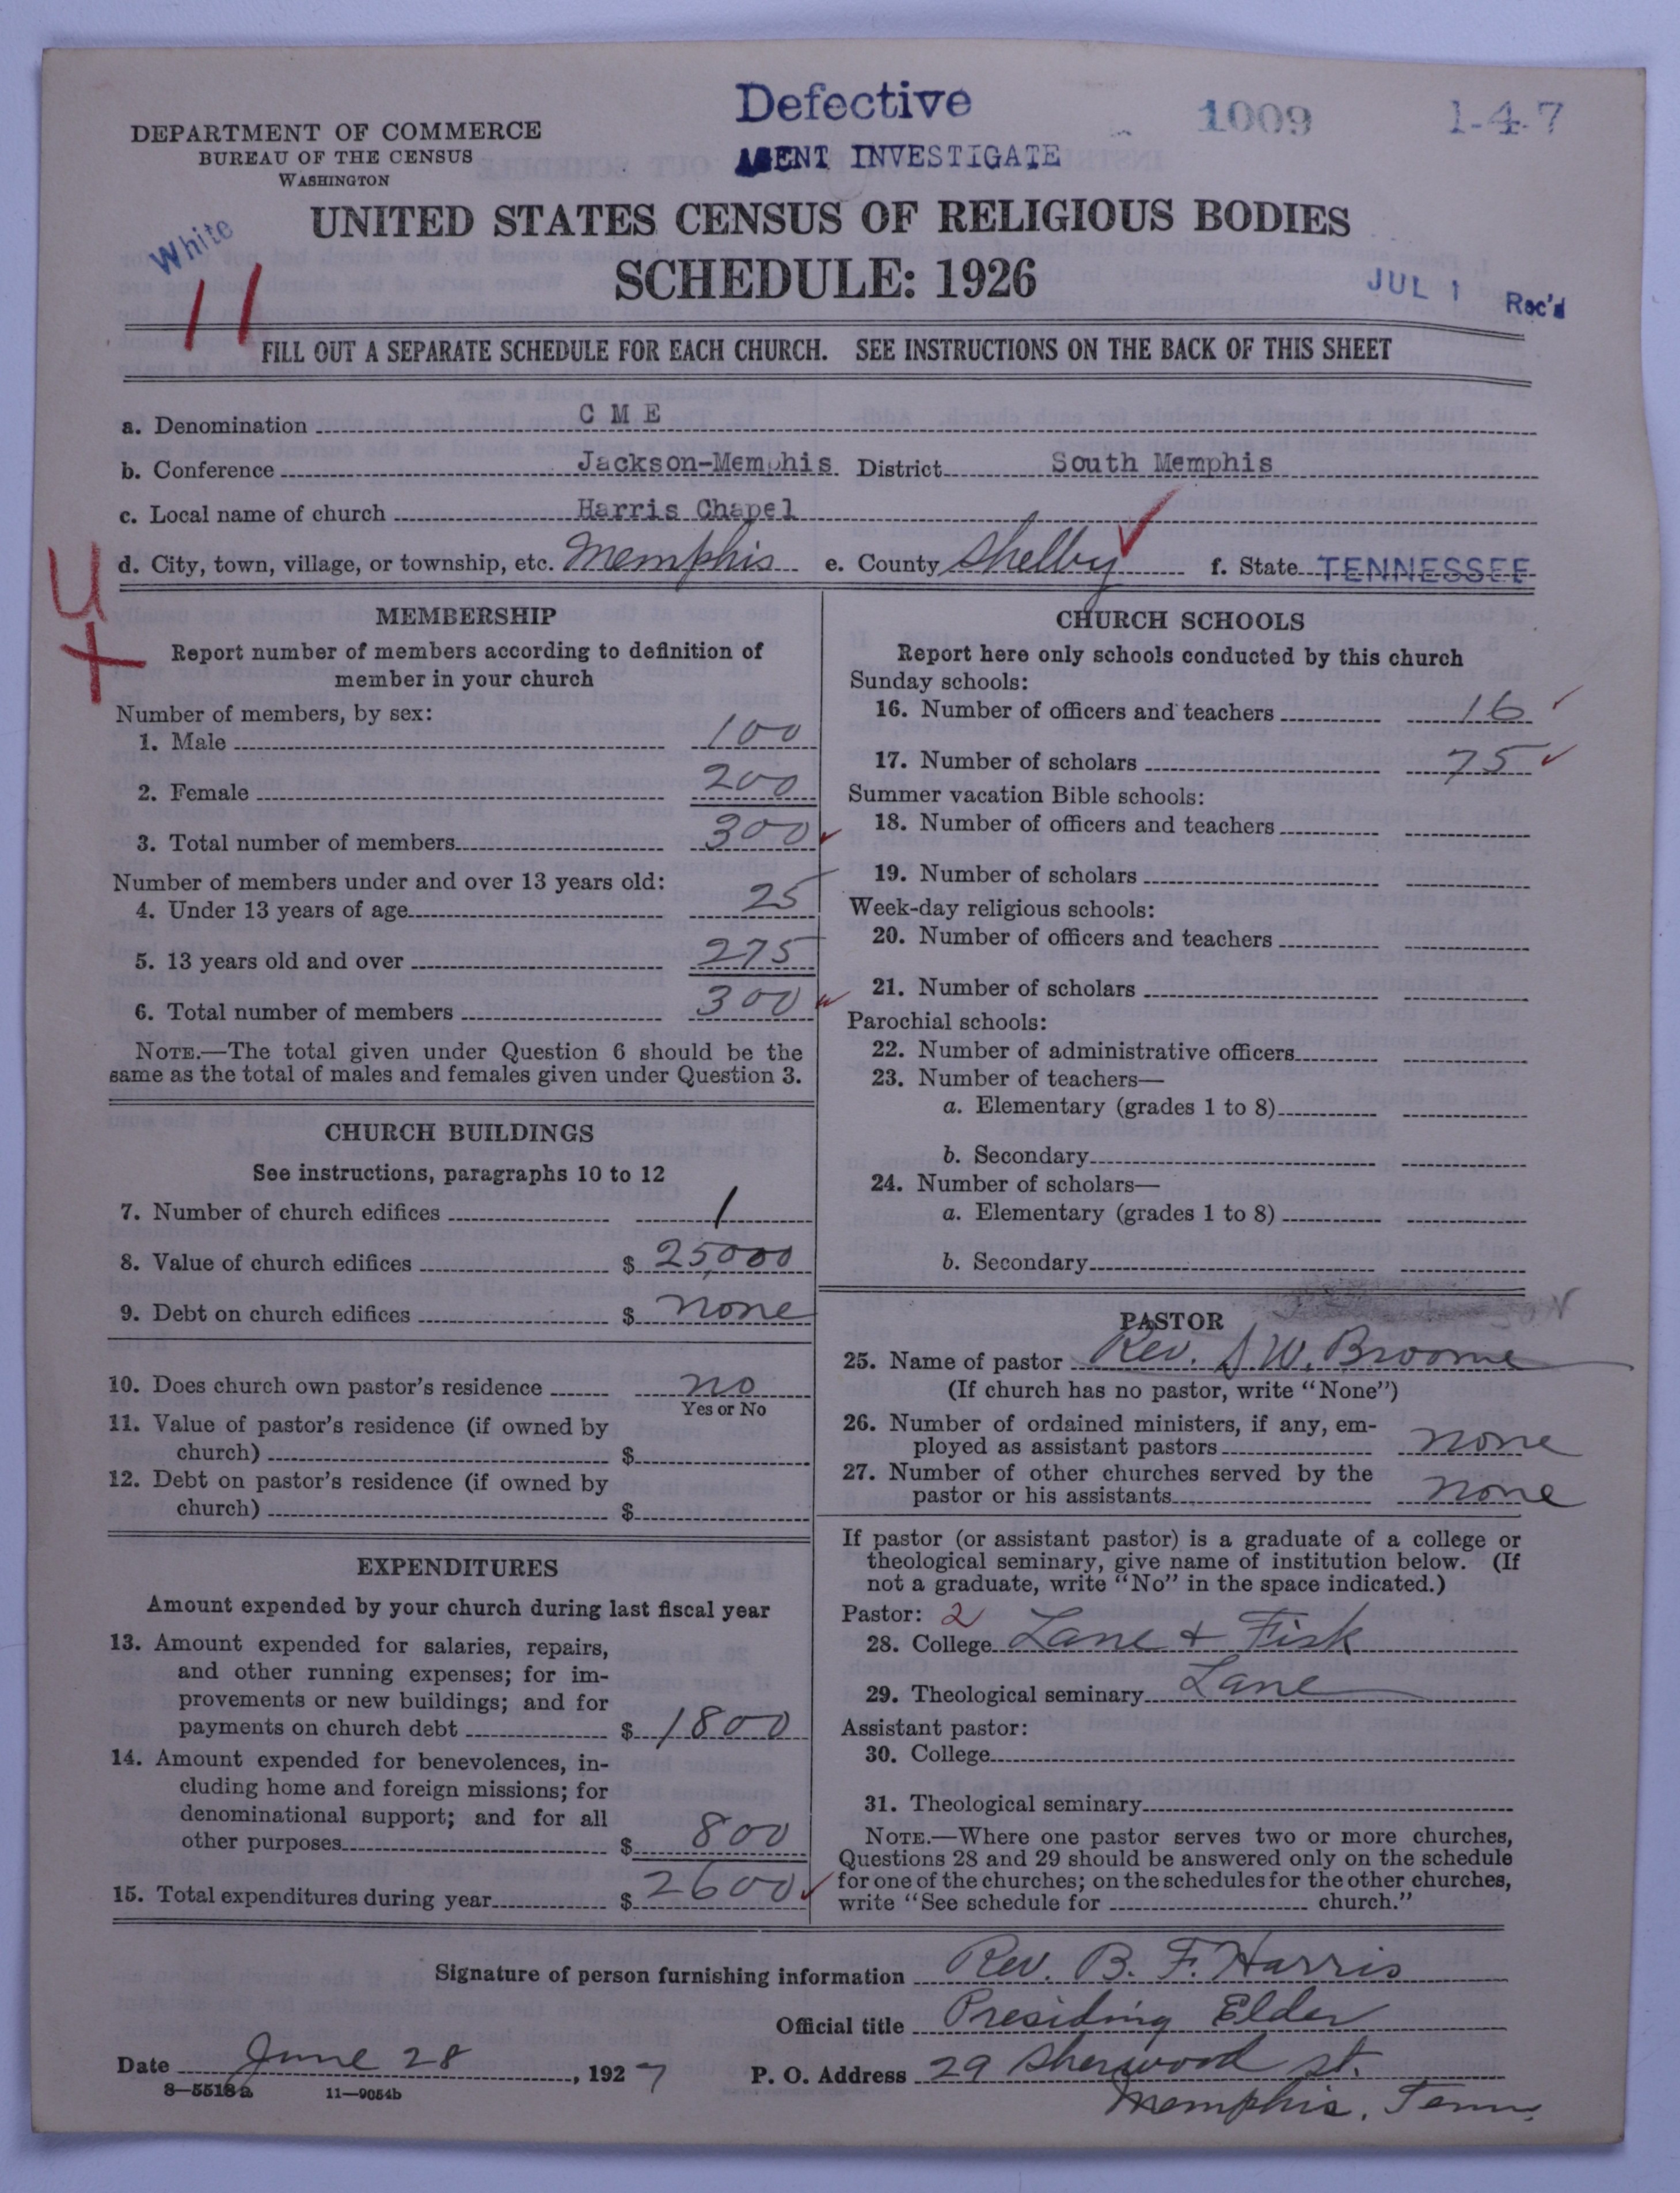 Defective
1009
1-4-7
DEPARTMENT OF COMMERCE
BUREAU OF THE CENSUS
WASHINGTON
AGENT INVESTIGATE
White
11
UNITED STATES CENSUS OF RELIGIOUS BODIES
SCHEDULE: 1926
JUL 1 Rec'd
FILL OUT A SEPARATE SCHEDULE FOR EACH CHURCH. SEE INSTRUCTIONS ON THE BACK OF THIS SHEET
a. Denomination C M E
b. Conference Jackson-Memphis District South Memphis
c. Local name of church Harris Chapel
d. City, town, village, or township, etc. Memphis e. County Shelby f. State TENNESSEE
MEMBERSHIP
Report number of members according to definition of
member in your church
Number of members, by sex:
1. Male 100
2. Female 200
3. Total number of members 300
Number of members under and over 13 years old:
4. Under 13 years of age 25
5. 13 years old and over 275
6. Total number of members 300
NOTE.—The total given under Question 6 should be the
same as the total of males and females given under Question 3.
CHURCH BUILDINGS
See instructions, paragraphs 10 to 12
7. Number of church edifices 1
8. Value of church edifices $ 25,000
9. Debt on church edifices $ none
10. Does church own pastor's residence no
Yes or No
11. Value of pastor's residence (if owned by
church) $
12. Debt on pastor's residence (if owned by
church) $
EXPENDITURES
Amount expended by your church during last fiscal year
13. Amount expended for salaries, repairs,
and other running expenses; for im-
provements or new buildings; and for
payments on church debt $ 1800
14. Amount expended for benevolences, in-
cluding home and foreign missions; for
denominational support; and for all
other purposes $ 800
15. Total expenditures during year $ 2600
CHURCH SCHOOLS
Report here only schools conducted by this church
Sunday schools:
16. Number of officers and teachers 16
17. Number of scholars 75
Summer vacation Bible schools:
18. Number of officers and teachers
19. Number of scholars
Week-day religious schools:
20. Number of officers and teachers
21. Number of scholars
Parochial schools:
22. Number of administrative officers
23. Number of teachers—
a. Elementary (grades 1 to 8)
b. Secondary
24. Number of scholars—
a. Elementary (grades 1 to 8)
b. Secondary
PASTOR
25. Name of pastor Rev. S W. Broome
(If church has no pastor, write "None")
26. Number of ordained ministers, if any, em-
ployed as assistant pastors none
27. Number of other churches served by the
pastor or his assistants none
If pastor (or assistant pastor) is a graduate of a college or
theological seminary, give name of institution below. (If
not a graduate, write "No" in the space indicated.)
Pastor: 2
28. College Lane + Fisk
29. Theological seminary Lane
Assistant pastor:
30. College
31. Theological seminary
NOTE.—Where one pastor serves two or more churches,
Questions 28 and 29 should be answered only on the schedule
for one of the churches; on the schedules for the other churches,
write "See schedule for church."
Signature of person furnishing information Rev. B. F. Harris
Official title Presiding Elder
Date June 28, 1927 P. O. Address 29 Sherwood st.
8—5518a 11—9054b
Memphis, Tenn.